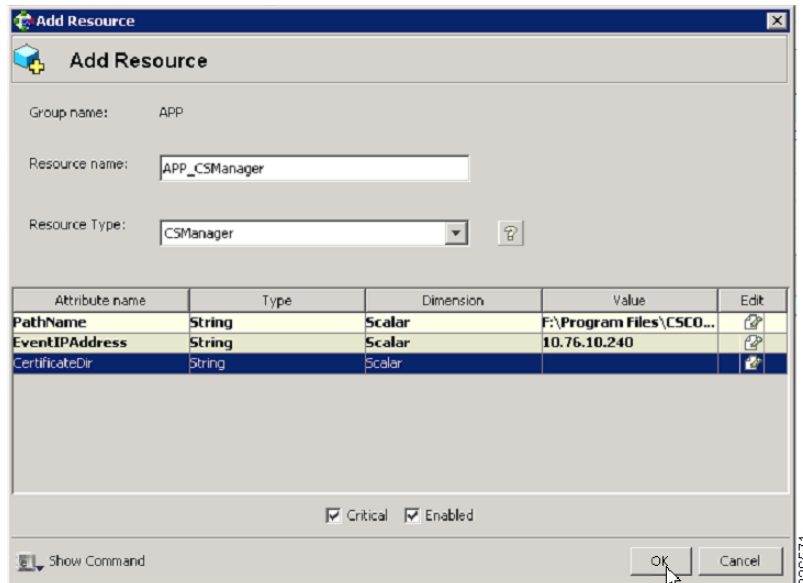 Add Resource
Add Resource
Group name: APP
Resource name: APP_CSManager
Resource Type: CSManager ?
Attribute name Type Dimension Value Edit
PathName String Scalar F:\Program Files\CSCO...
EventIPAddress String Scalar 10.76.10.240
CertificateDir String Scalar
Critical Enabled
Show Command OK Cancel